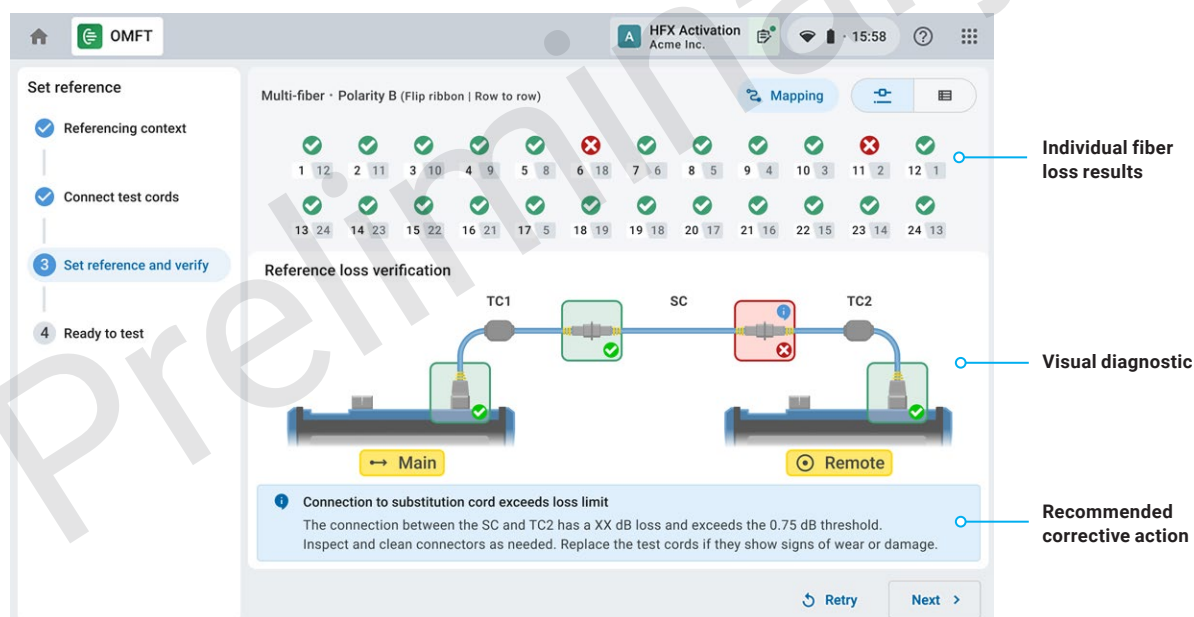 OMFT
A
HFX Activation
Acme Inc.
15:58
Set reference
Referencing context
Connect test cords
3 Set reference and verify
4 Ready to test
Multi-fiber · Polarity B (Flip ribbon | Row to row)
Mapping
1 12 2 11 3 10 4 9 5 8 6 18 7 6 8 5 9 4 10 3 11 2 12 1
13 24 14 23 15 22 16 21 17 5 18 19 19 18 20 17 21 16 22 15 23 14 24 13
Reference loss verification
TC1 SC TC2
Main
Remote
Connection to substitution cord exceeds loss limit
The connection between the SC and TC2 has a XX dB loss and exceeds the 0.75 dB threshold.
Inspect and clean connectors as needed. Replace the test cords if they show signs of wear or damage.
Retry
Next
Individual fiber
loss results
Visual diagnostic
Recommended
corrective action
Preliminar